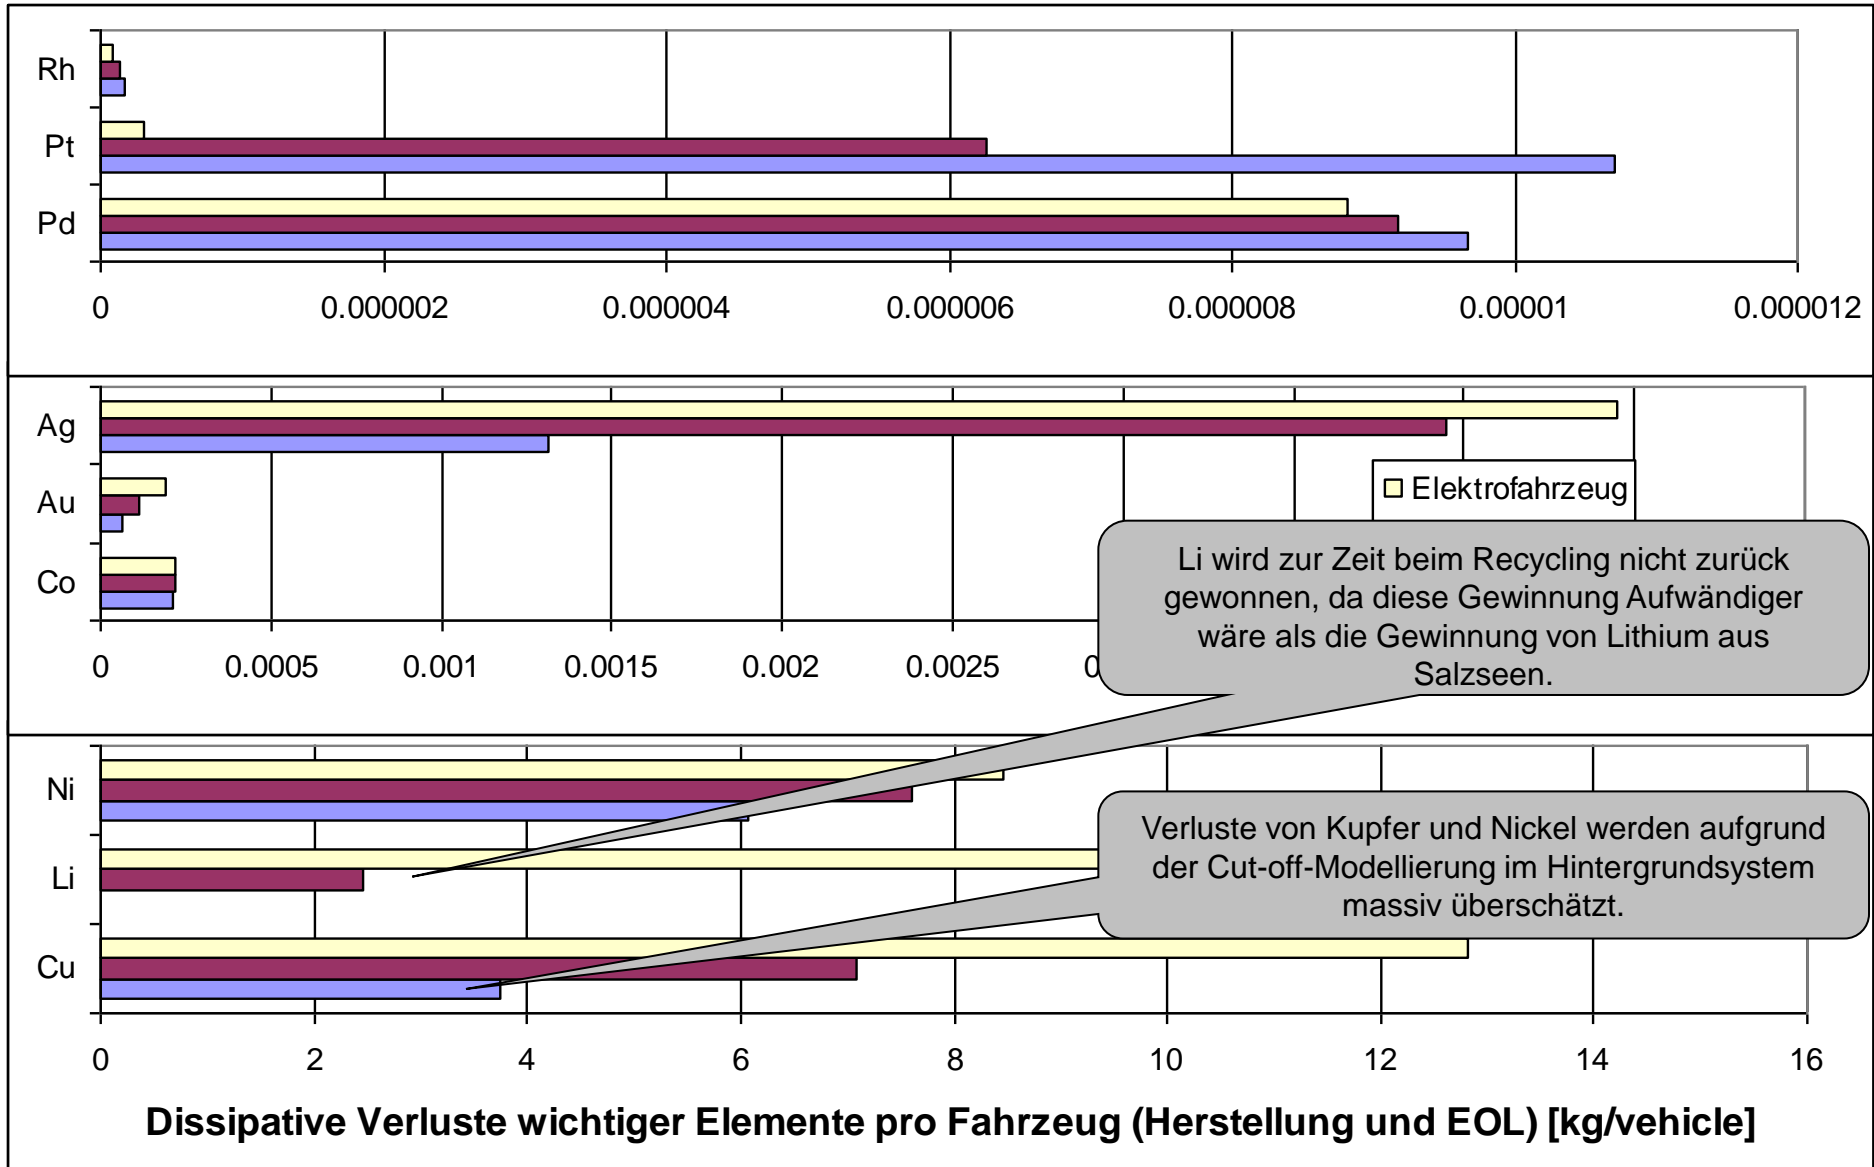 Rh
Pt
Pd
0 0.000002 0.000004 0.000006 0.000008 0.00001 0.000012
Ag
Au
Co
0 0.0005 0.001 0.0015 0.002 0.0025
Elektrofahrzeug
Li wird zur Zeit beim Recycling nicht zurück
gewonnen, da diese Gewinnung Aufwändiger
wäre als die Gewinnung von Lithium aus
Salzseen.
Ni
Li
Cu
Verluste von Kupfer und Nickel werden aufgrund
der Cut-off-Modellierung im Hintergrundsystem
massiv überschätzt.
0 2 4 6 8 10 12 14 16
Dissipative Verluste wichtiger Elemente pro Fahrzeug (Herstellung und EOL) [kg/vehicle]